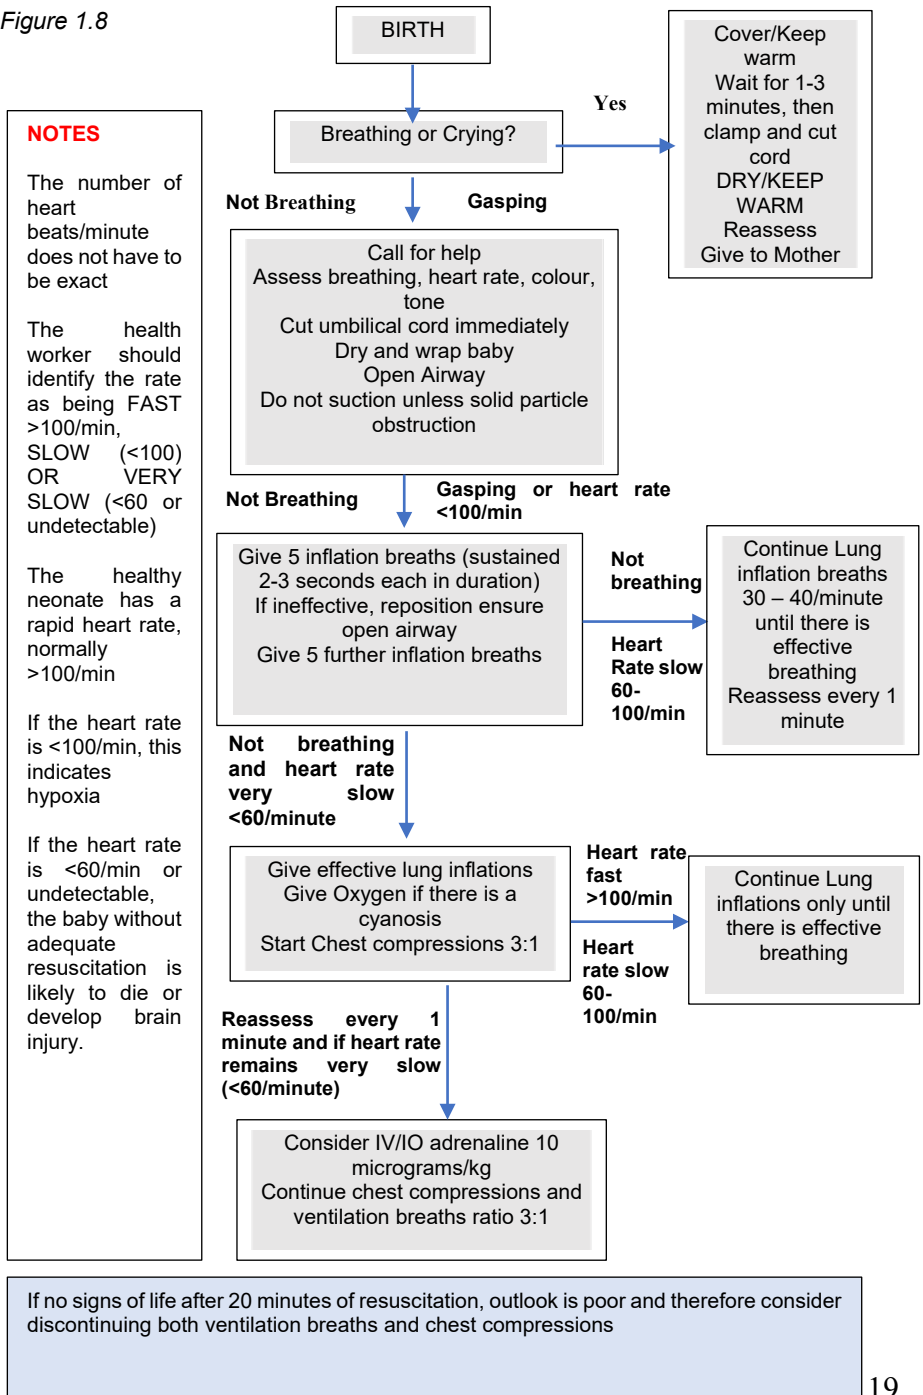 Figure 1.8
BIRTH
Cover/Keep
warm
Wait for 1-3
minutes, then
clamp and cut
cord
DRY/KEEP
WARM
Reassess
Give to Mother
Yes
Breathing or Crying?
NOTES
The number of
heart
beats/minute
does not have to
be exact
The health
worker should
identify the rate
as being FAST
>100/min,
SLOW (<100)
OR VERY
SLOW (<60 or
undetectable)
The healthy
neonate has a
rapid heart rate,
normally
>100/min
If the heart rate
is <100/min, this
indicates
hypoxia
If the heart rate
is <60/min or
undetectable,
the baby without
adequate
resuscitation is
likely to die or
develop brain
injury.
Not Breathing
Gasping
Call for help
Assess breathing, heart rate, colour,
tone
Cut umbilical cord immediately
Dry and wrap baby
Open Airway
Do not suction unless solid particle
obstruction
Not Breathing
Gasping or heart rate
<100/min
Give 5 inflation breaths (sustained
2-3 seconds each in duration)
If ineffective, reposition ensure
open airway
Give 5 further inflation breaths
Not
breathing
Heart
Rate slow
60-
100/min
Continue Lung
inflation breaths
30 – 40/minute
until there is
effective
breathing
Reassess every 1
minute
Not breathing
and heart rate
very slow
<60/minute
Give effective lung inflations
Give Oxygen if there is a
cyanosis
Start Chest compressions 3:1
Heart rate
fast
>100/min
Heart
rate slow
60-
100/min
Continue Lung
inflations only until
there is effective
breathing
Reassess every 1
minute and if heart rate
remains very slow
(<60/minute)
Consider IV/IO adrenaline 10
micrograms/kg
Continue chest compressions and
ventilation breaths ratio 3:1
If no signs of life after 20 minutes of resuscitation, outlook is poor and therefore consider
discontinuing both ventilation breaths and chest compressions
19